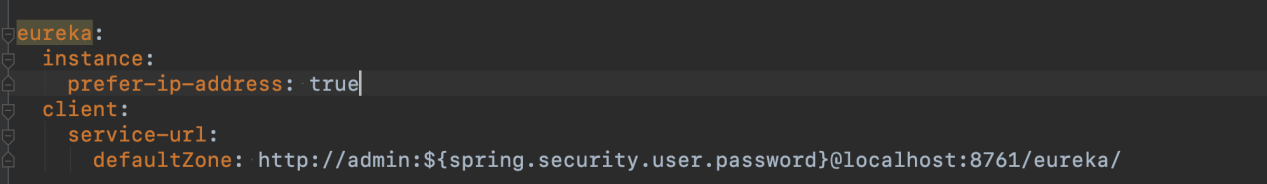 eureka:
  instance:
    prefer-ip-address: true
  client:
    service-url:
      defaultZone: http://admin:${spring.security.user.password}@localhost:8761/eureka/